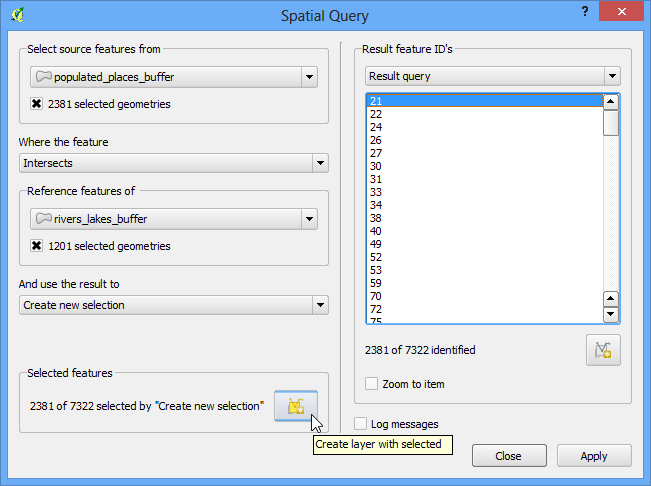 Spatial Query
?
Select source features from
populated_places_buffer
2381 selected geometries
Where the feature
Intersects
Reference features of
rivers_lakes_buffer
1201 selected geometries
And use the result to
Create new selection
Selected features
2381 of 7322 selected by "Create new selection"
Create layer with selected
Result feature ID's
Result query
21
22
24
26
27
30
31
33
34
38
40
49
52
53
59
70
72
75
2381 of 7322 identified
Zoom to item
Log messages
Close
Apply